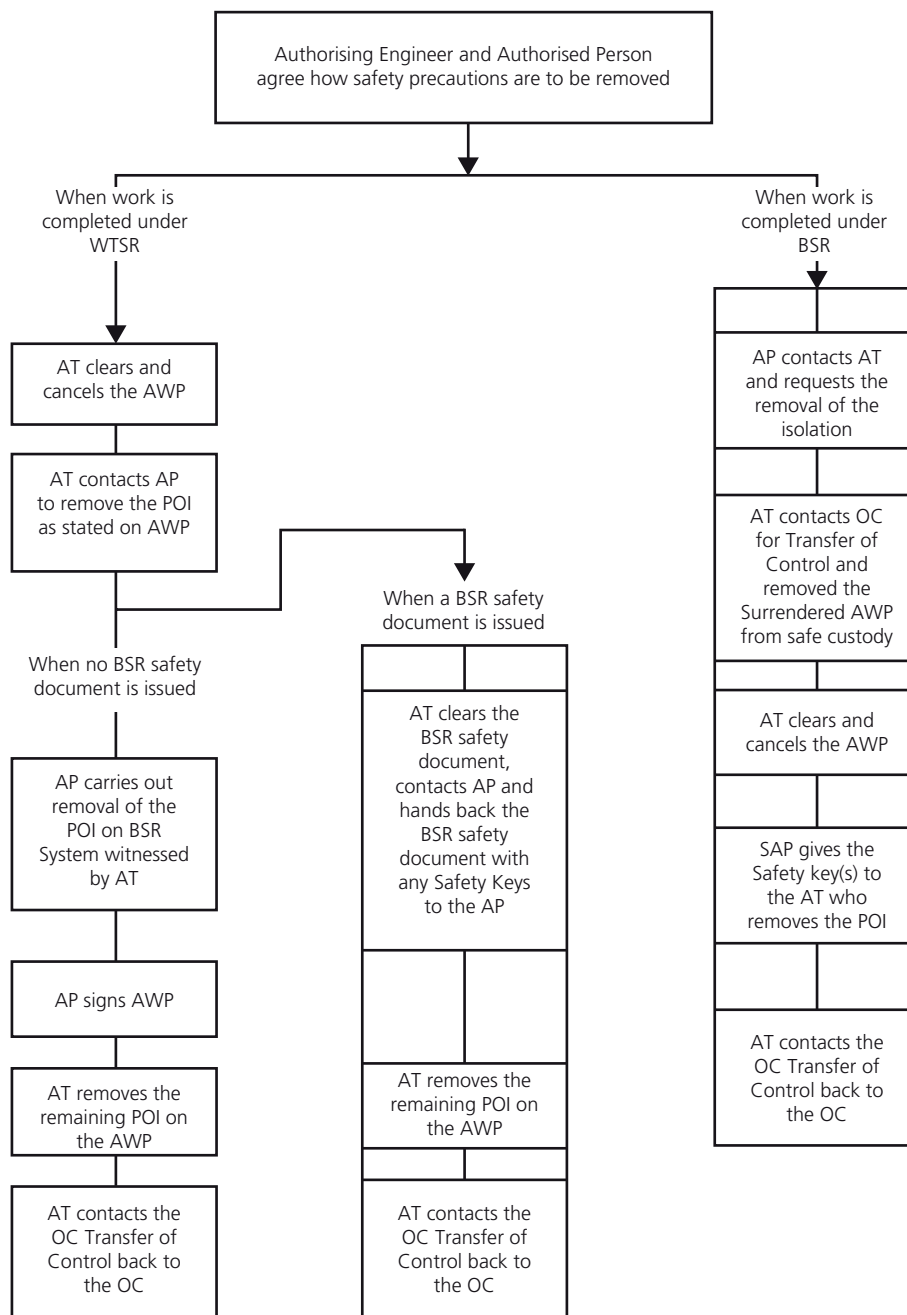 Authorising Engineer and Authorised Person
agree how safety precautions are to be removed
When work is
completed under
WTSR
AT clears and
cancels the AWP
AT contacts AP
to remove the POI
as stated on AWP
When no BSR safety
document is issued
AP carries out
removal of the
POI on BSR
System witnessed
by AT
AP signs AWP
AT removes the
remaining POI on
the AWP
AT contacts the
OC Transfer of
Control back to
the OC
When a BSR safety
document is issued
AT clears the
BSR safety
document,
contacts AP and
hands back the
BSR safety
document with
any Safety Keys
to the AP
AT removes the
remaining POI on
the AWP
AT contacts the
OC Transfer of
Control back to
the OC
When work is
completed under
BSR
AP contacts AT
and requests the
removal of the
isolation
AT contacts OC
for Transfer of
Control and
removed the
Surrendered AWP
from safe custody
AT clears and
cancels the AWP
SAP gives the
Safety key(s) to
the AT who
removes the POI
AT contacts the
OC Transfer of
Control back to
the OC